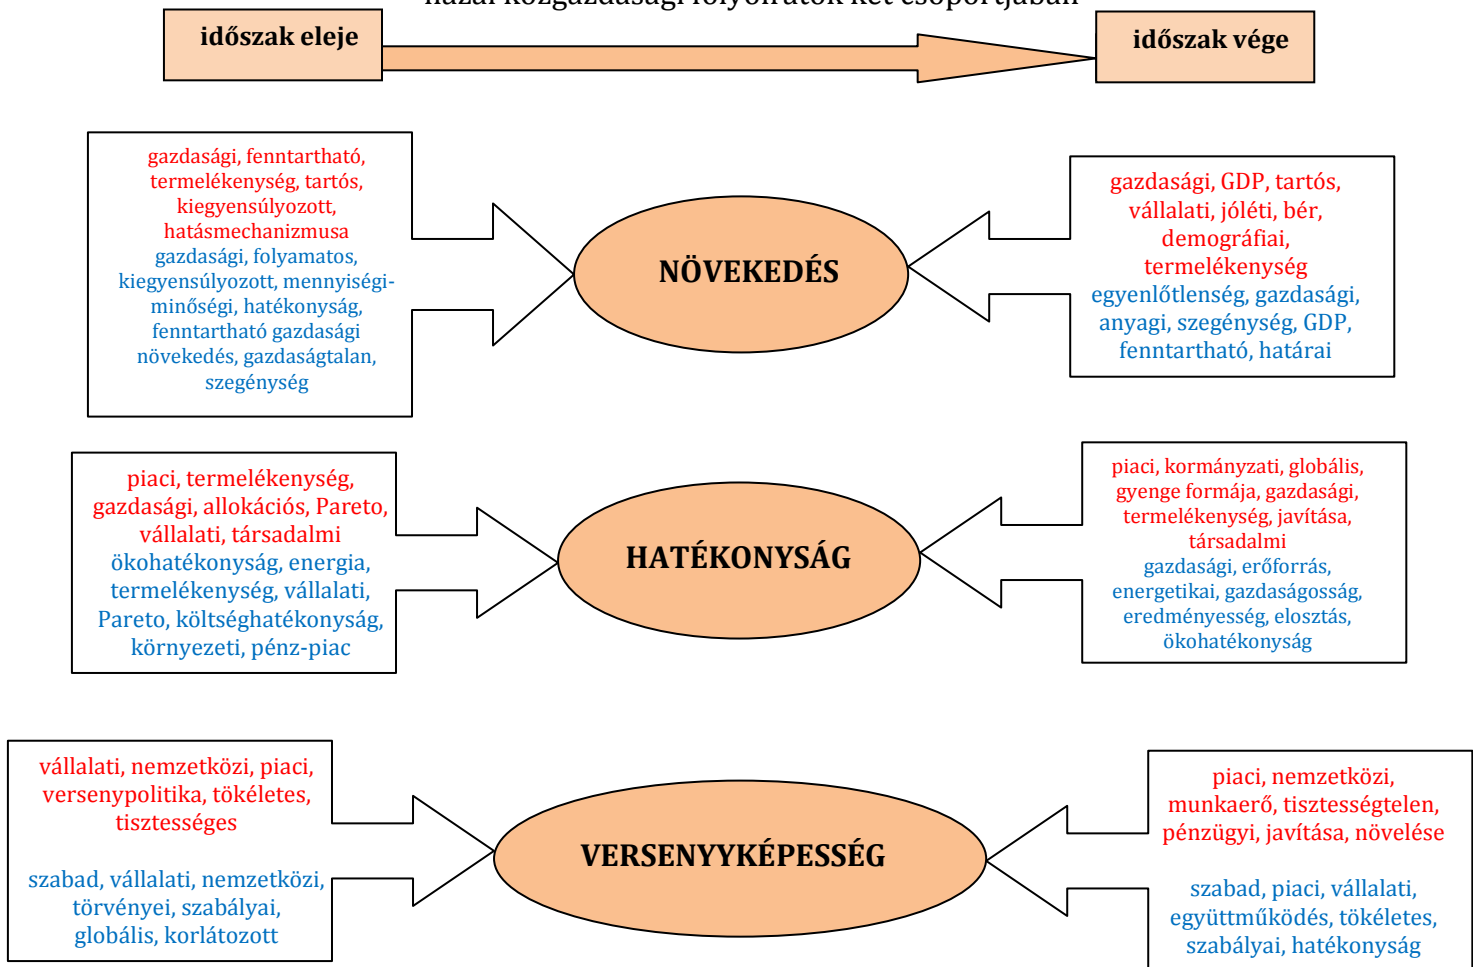 hazai közgazdasági folyóiratok két csoportjában
időszak eleje
időszak vége
gazdasági, fenntartható,
termelékenység, tartós,
kiegyensúlyozott,
hatásmechanizmusa
gazdasági, folyamatos,
kiegyensúlyozott, mennyiségi-
minőségi, hatékonyság,
fenntartható gazdasági
növekedés, gazdaságtalan,
szegénység
NÖVEKEDÉS
gazdasági, GDP, tartós,
vállalati, jóléti, bér,
demográfiai,
termelékenység
egyenlőtlenség, gazdasági,
anyagi, szegénység, GDP,
fenntartható, határai
piaci, termelékenység,
gazdasági, allokációs, Pareto,
vállalati, társadalmi
ökohatékonyság, energia,
termelékenység, vállalati,
Pareto, költséghatékonyság,
környezeti, pénz-piac
HATÉKONYSÁG
piaci, kormányzati, globális,
gyenge formája, gazdasági,
termelékenység, javítása,
társadalmi
gazdasági, erőforrás,
energetikai, gazdaságosság,
eredményesség, elosztás,
ökohatékonyság
vállalati, nemzetközi, piaci,
versenypolitika, tökéletes,
tisztességes
szabad, vállalati, nemzetközi,
törvényei, szabályai,
globális, korlátozott
VERSENYYKÉPESSÉG
piaci, nemzetközi,
munkaerő, tisztességtelen,
pénzügyi, javítása, növelése
szabad, piaci, vállalati,
együttműködés, tökéletes,
szabályai, hatékonyság